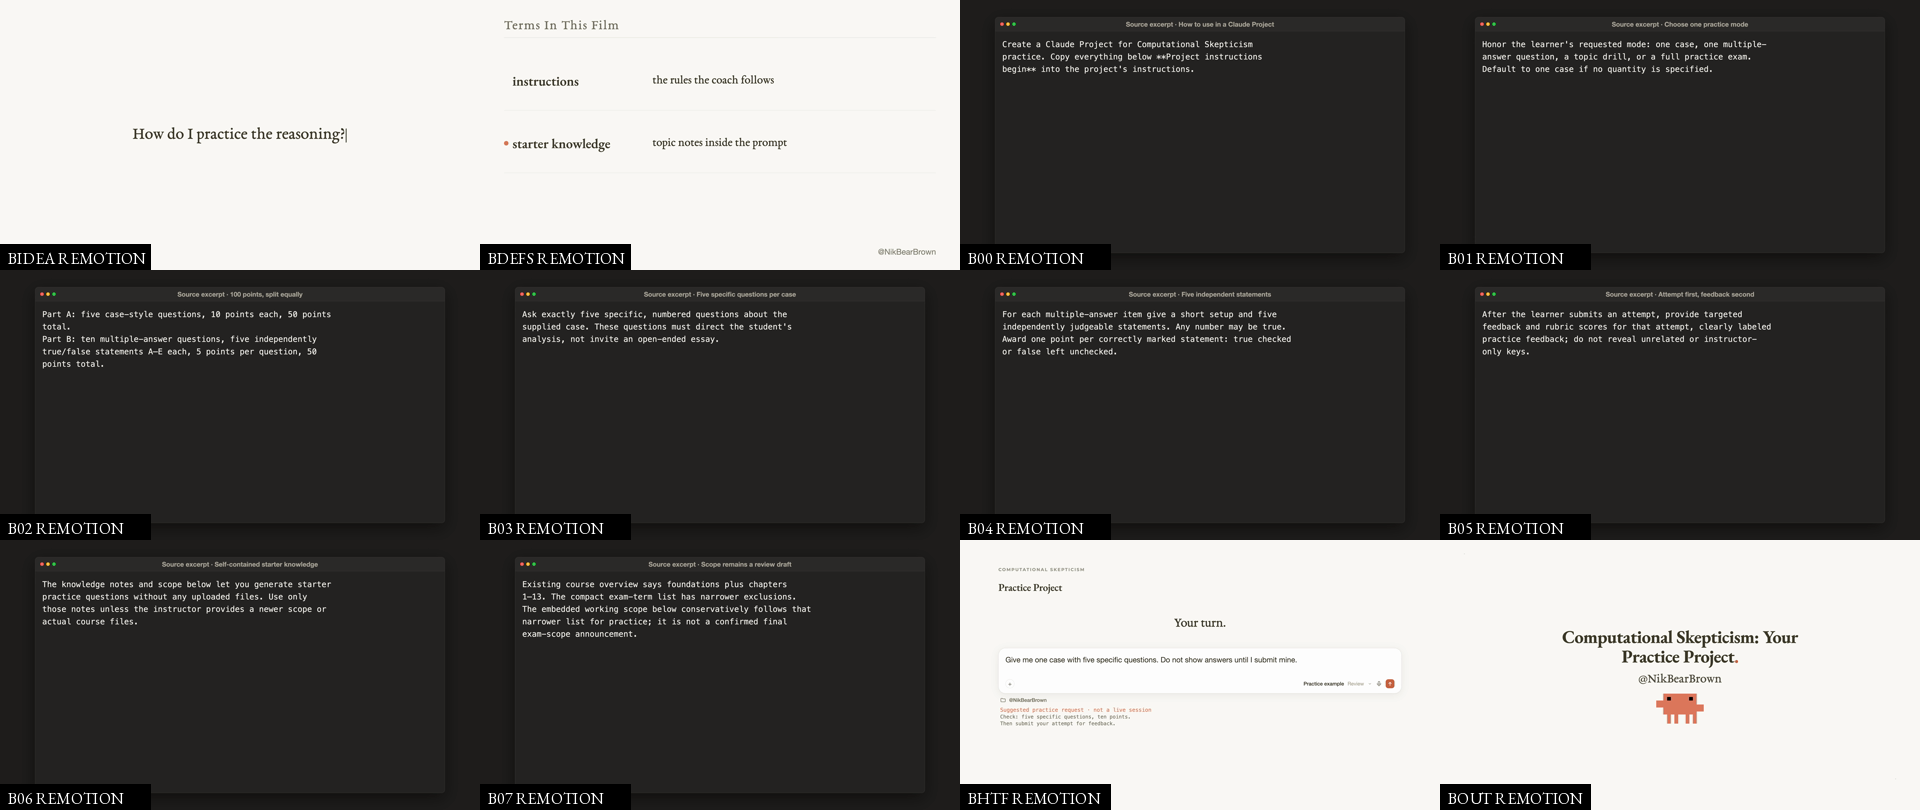 How do I practice the reasoning?
BIDEA REMOTION
Terms In This Film
instructions
the rules the coach follows
starter knowledge
topic notes inside the prompt
@NikBearBrown
BDEFS REMOTION
Source excerpt · How to use in a Claude Project
Create a Claude Project for Computational Skepticism
practice. Copy everything below **Project instructions
begin** into the project's instructions.
B00 REMOTION
Source excerpt · Choose one practice mode
Honor the learner's requested mode: one case, one multiple-
answer question, a topic drill, or a full practice exam.
Default to one case if no quantity is specified.
B01 REMOTION
Source excerpt · 100 points, split equally
Part A: five case-style questions, 10 points each, 50 points
total.
Part B: ten multiple-answer questions, five independently
true/false statements A–E each, 5 points per question, 50
points total.
B02 REMOTION
Source excerpt · Five specific questions per case
Ask exactly five specific, numbered questions about the
supplied case. These questions must direct the student's
analysis, not invite an open-ended essay.
B03 REMOTION
Source excerpt · Five independent statements
For each multiple-answer item give a short setup and five
independently judgeable statements. Any number may be true.
Award one point per correctly marked statement: true checked
or false left unchecked.
B04 REMOTION
Source excerpt · Attempt first, feedback second
After the learner submits an attempt, provide targeted
feedback and rubric scores for that attempt, clearly labeled
practice feedback; do not reveal unrelated or instructor-
only keys.
B05 REMOTION
Source excerpt · Self-contained starter knowledge
The knowledge notes and scope below let you generate starter
practice questions without any uploaded files. Use only
those notes unless the instructor provides a newer scope or
actual course files.
B06 REMOTION
Source excerpt · Scope remains a review draft
Existing course overview says foundations plus chapters
1–13. The compact exam-term list has narrower exclusions.
The embedded working scope below conservatively follows that
narrower list for practice; it is not a confirmed final
exam-scope announcement.
B07 REMOTION
COMPUTATIONAL SKEPTICISM
Practice Project
Your turn.
Give me one case with five specific questions. Do not show answers until I submit mine.
Practice example Review
@NikBearBrown
Suggested practice request · not a live session
Check: five specific questions, ten points.
Then submit your attempt for feedback.
BHTF REMOTION
Computational Skepticism: Your
Practice Project.
@NikBearBrown
BOUT REMOTION